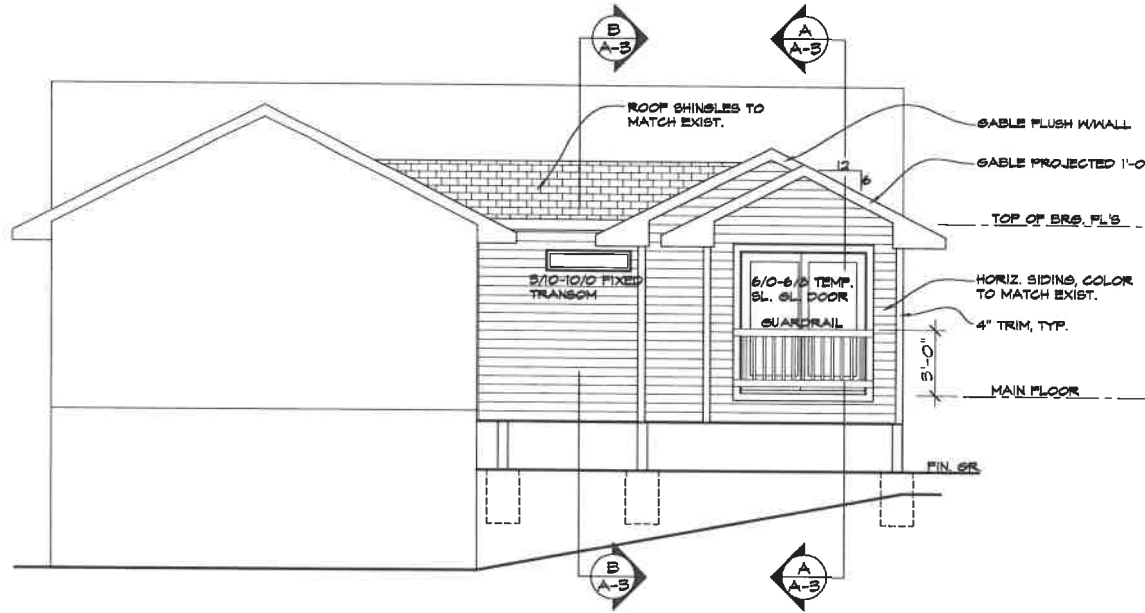 B
A-3
A
A-3
ROOF SHINGLES TO
MATCH EXIST.
GABLE FLUSH W/WALL
12
6
GABLE PROJECTED 1'-0
TOP OF BRG. PL'S
5/10-10/0 FIXED
TRANSOM
6/0-6/8 TEMP.
SL. GL. DOOR
GUARDRAIL
HORIZ. SIDING, COLOR
TO MATCH EXIST.
4" TRIM, TYP.
3'-0"
MAIN FLOOR
FIN. GR.
B
A-3
A
A-3